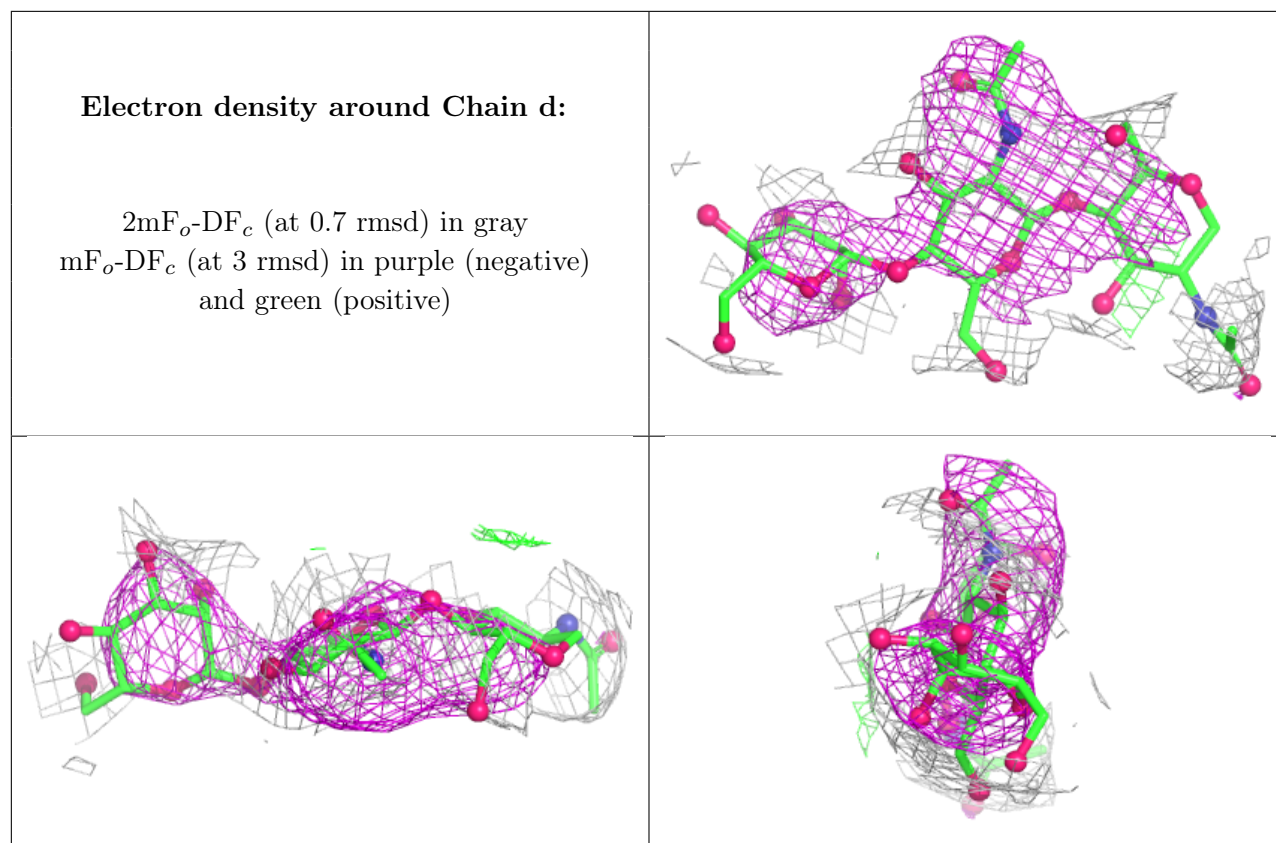 Electron density around Chain d:
2mFₒ-DF𝒸 (at 0.7 rmsd) in gray
mFₒ-DF𝒸 (at 3 rmsd) in purple (negative)
and green (positive)